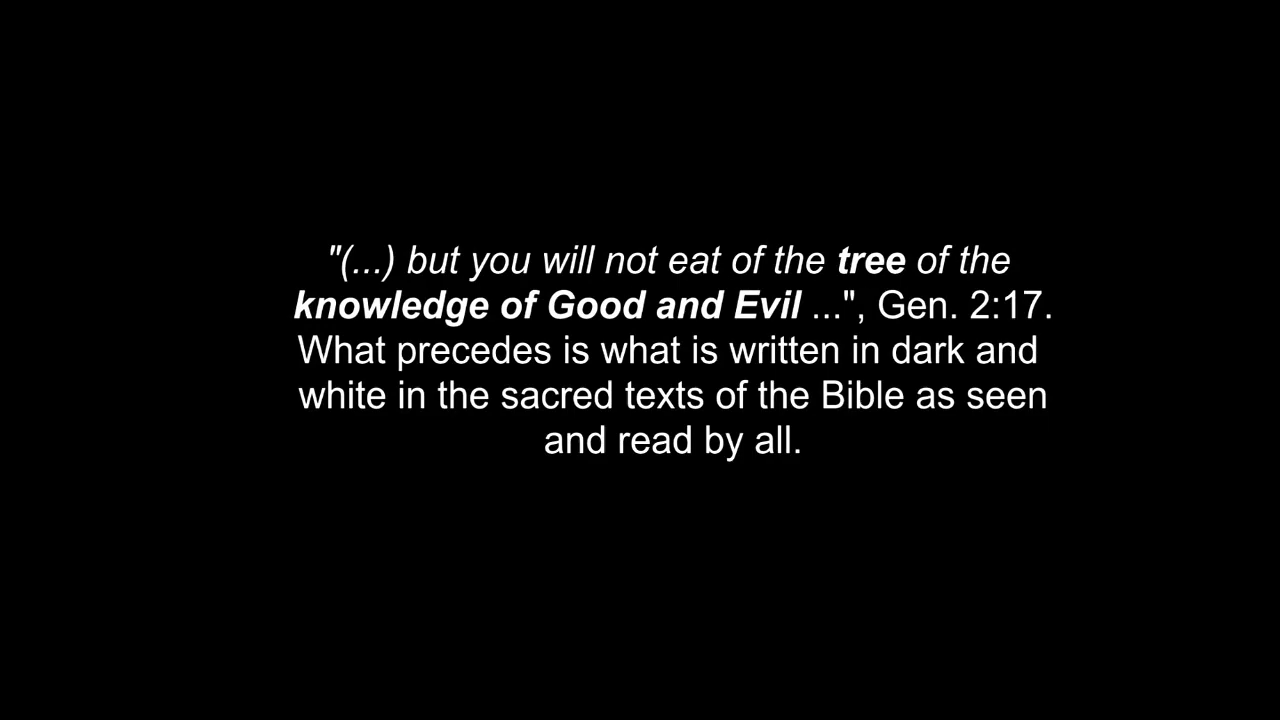 "(...) but you will not eat of the tree of the
knowledge of Good and Evil ...", Gen. 2:17.
What precedes is what is written in dark and
white in the sacred texts of the Bible as seen
and read by all.